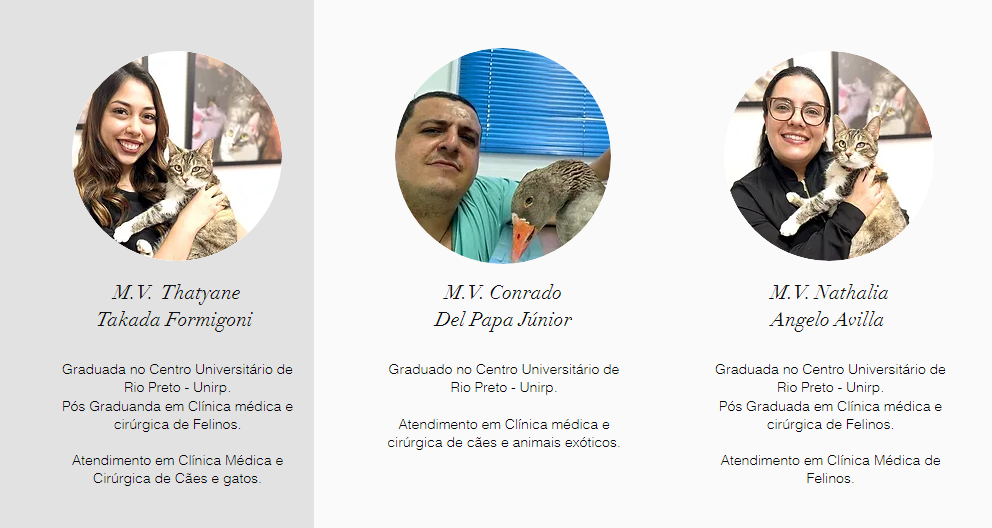 M.V. Thatyane
Takada Formigoni
Graduada no Centro Universitário de
Rio Preto - Unirp.
Pós Graduanda em Clínica médica e
cirúrgica de Felinos.
Atendimento em Clínica Médica e
Cirúrgica de Cães e gatos.
M.V. Conrado
Del Papa Júnior
Graduado no Centro Universitário de
Rio Preto - Unirp.
Atendimento em Clínica médica e
cirúrgica de cães e animais exóticos.
M.V. Nathalia
Angelo Avilla
Graduada no Centro Universitário de
Rio Preto - Unirp.
Pós Graduada em Clínica médica e
cirúrgica de Felinos.
Atendimento em Clínica Médica de
Felinos.